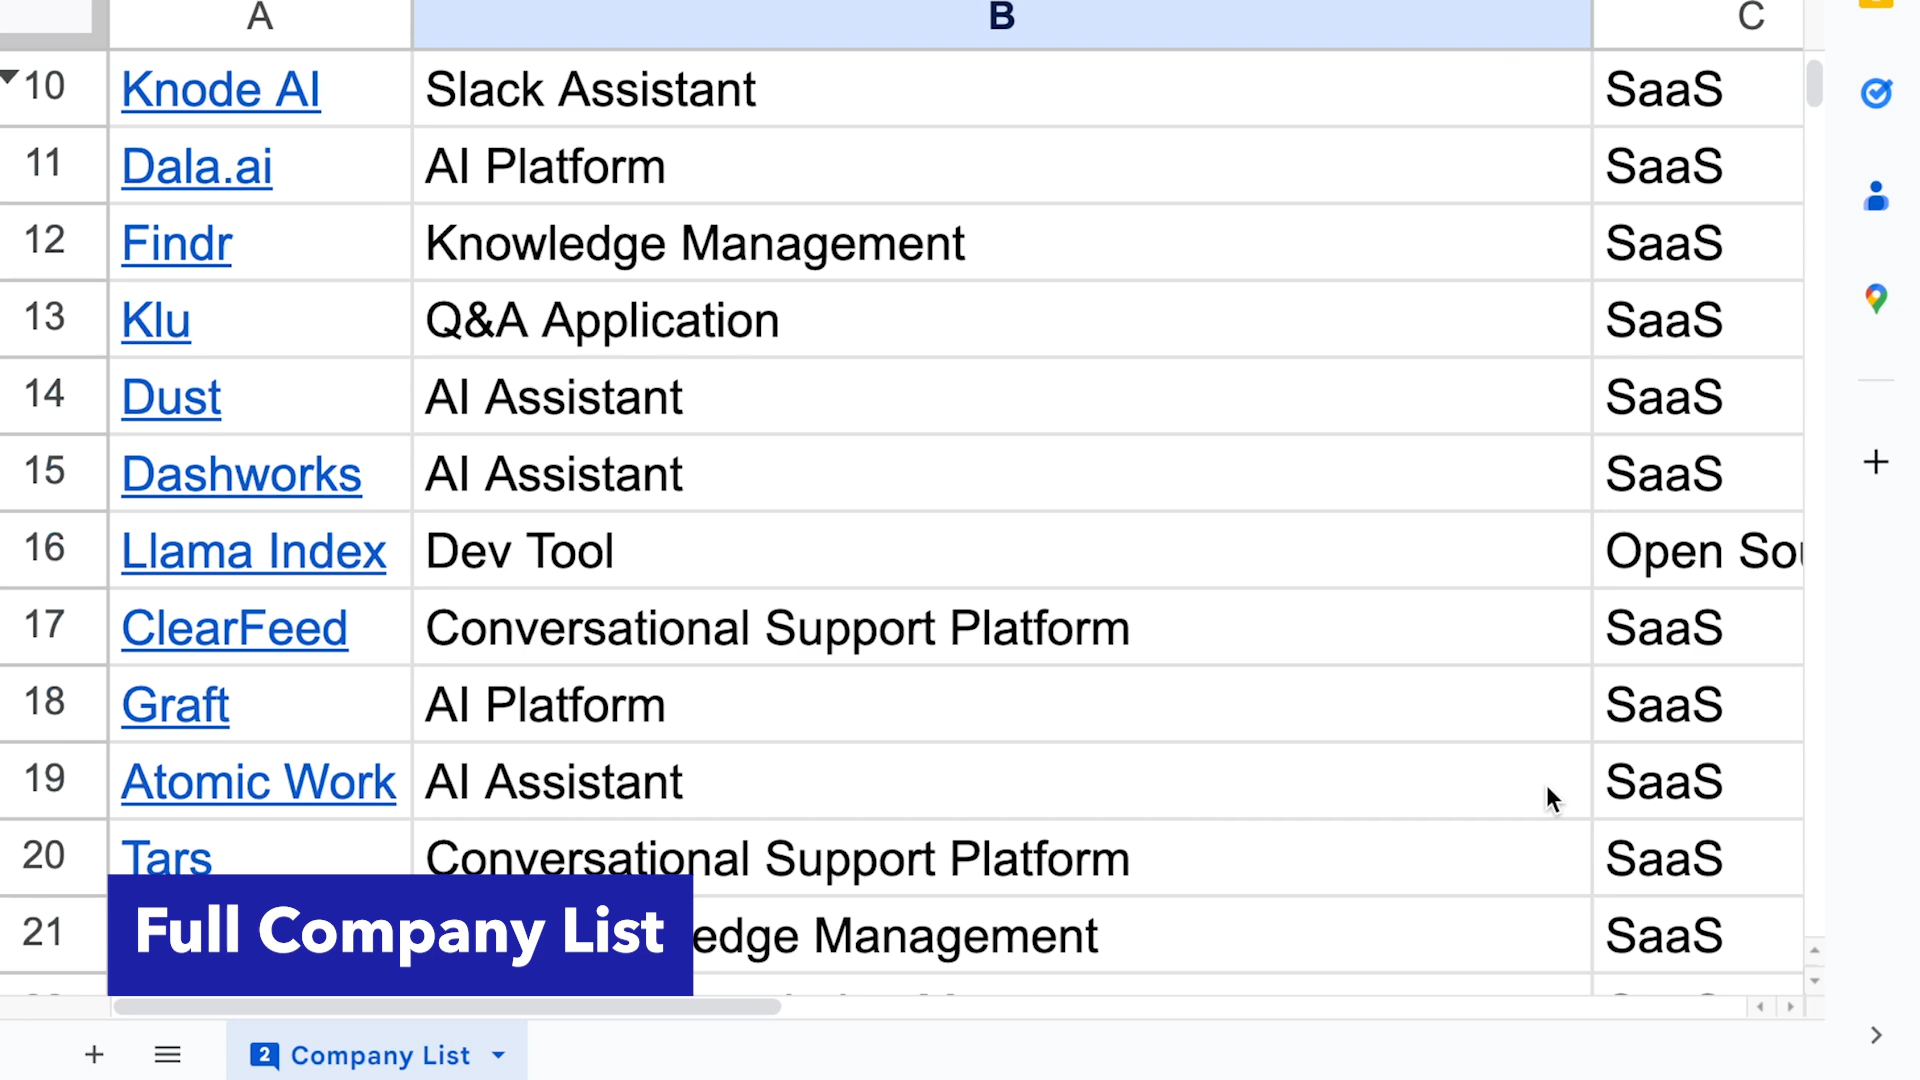 A B C
10 Knode AI Slack Assistant SaaS
11 Dala.ai AI Platform SaaS
12 Findr Knowledge Management SaaS
13 Klu Q&A Application SaaS
14 Dust AI Assistant SaaS
15 Dashworks AI Assistant SaaS
16 Llama Index Dev Tool Open Sou
17 ClearFeed Conversational Support Platform SaaS
18 Graft AI Platform SaaS
19 Atomic Work AI Assistant SaaS
20 Tars Conversational Support Platform SaaS
21 edge Management SaaS
Full Company List
2 Company List